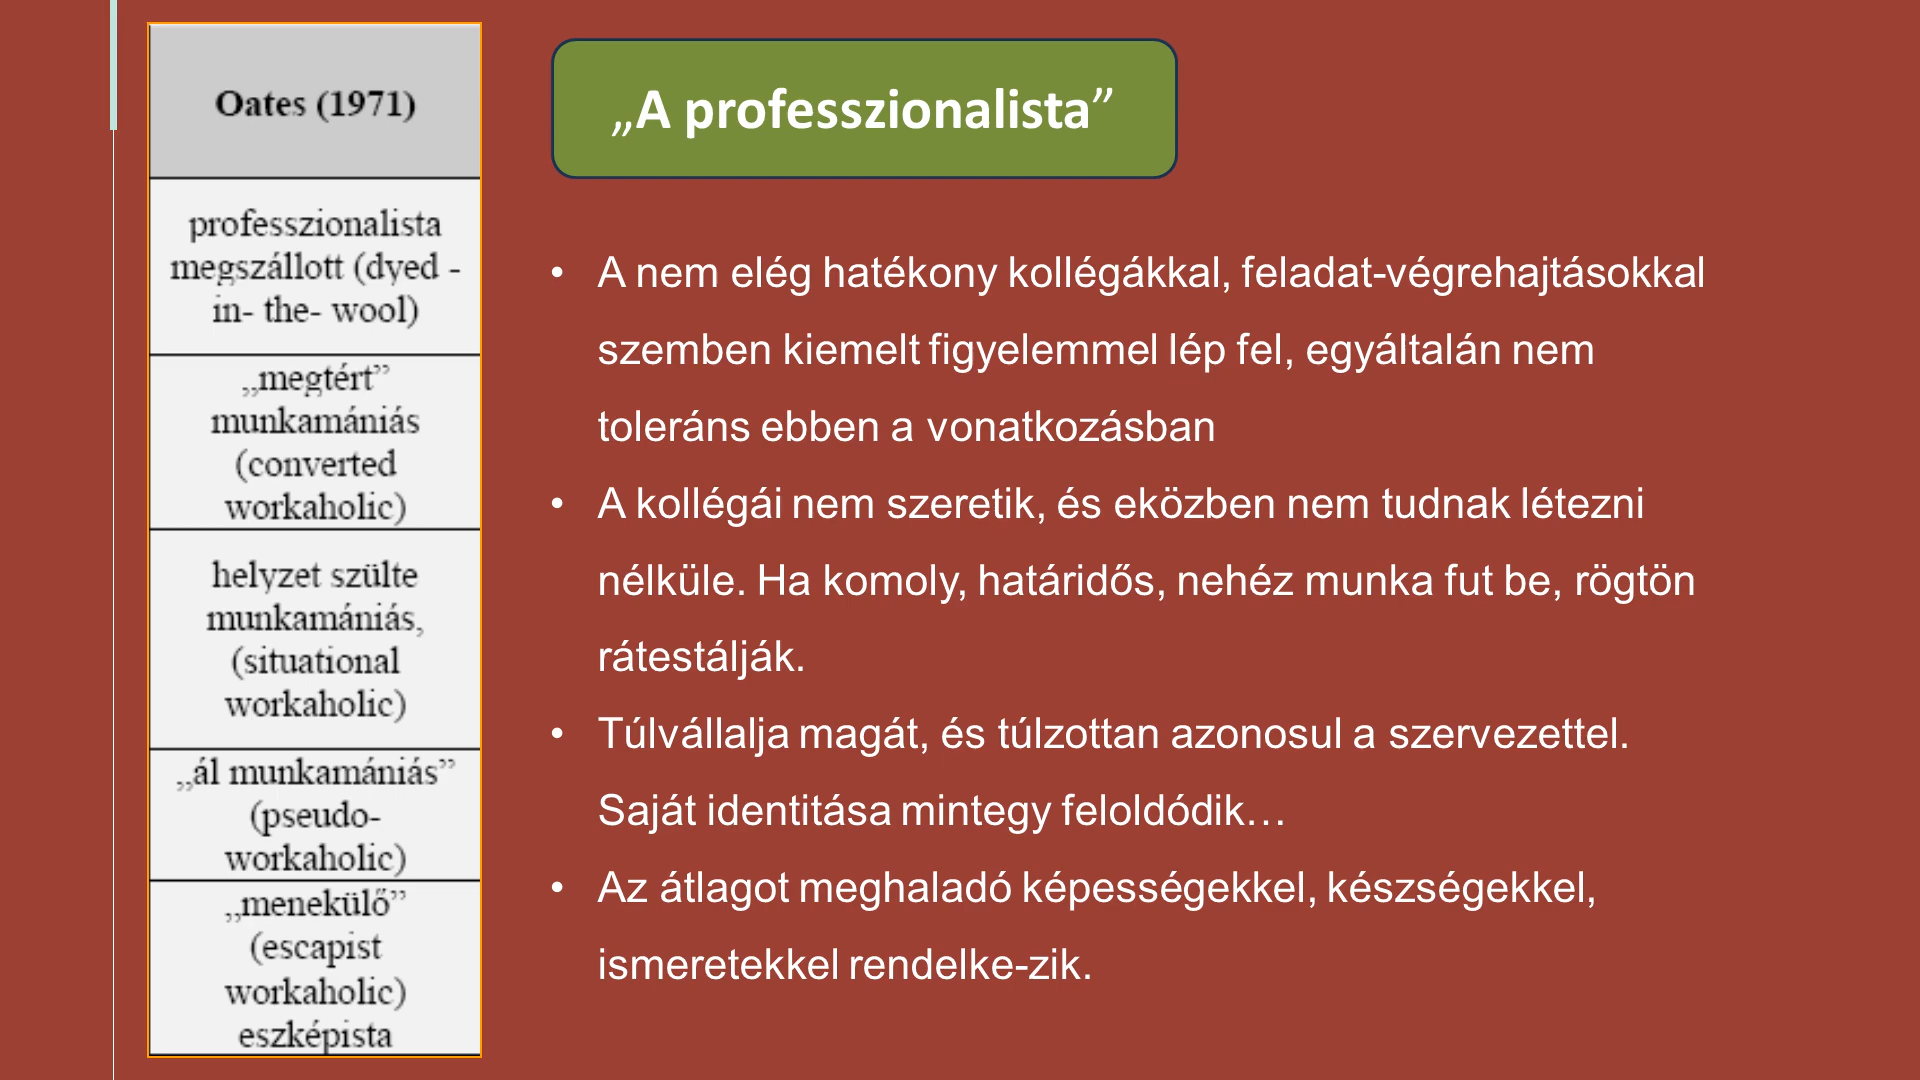 Oates (1971)
professzionalista
megszállott (dyed -
in- the- wool)
„megtért”
munkamániás
(converted
workaholic)
helyzet szülte
munkamániás,
(situational
workaholic)
„ál munkamániás”
(pseudo-
workaholic)
„menekülő”
(escapist
workaholic)
eszképista
„A professzionalista”
• A nem elég hatékony kollégákkal, feladat-végrehajtásokkal
szemben kiemelt figyelemmel lép fel, egyáltalán nem
toleráns ebben a vonatkozásban
• A kollégái nem szeretik, és eközben nem tudnak létezni
nélküle. Ha komoly, határidős, nehéz munka fut be, rögtön
rátestálják.
• Túlvállalja magát, és túlzottan azonosul a szervezettel.
Saját identitása mintegy feloldódik…
• Az átlagot meghaladó képességekkel, készségekkel,
ismeretekkel rendelke-zik.